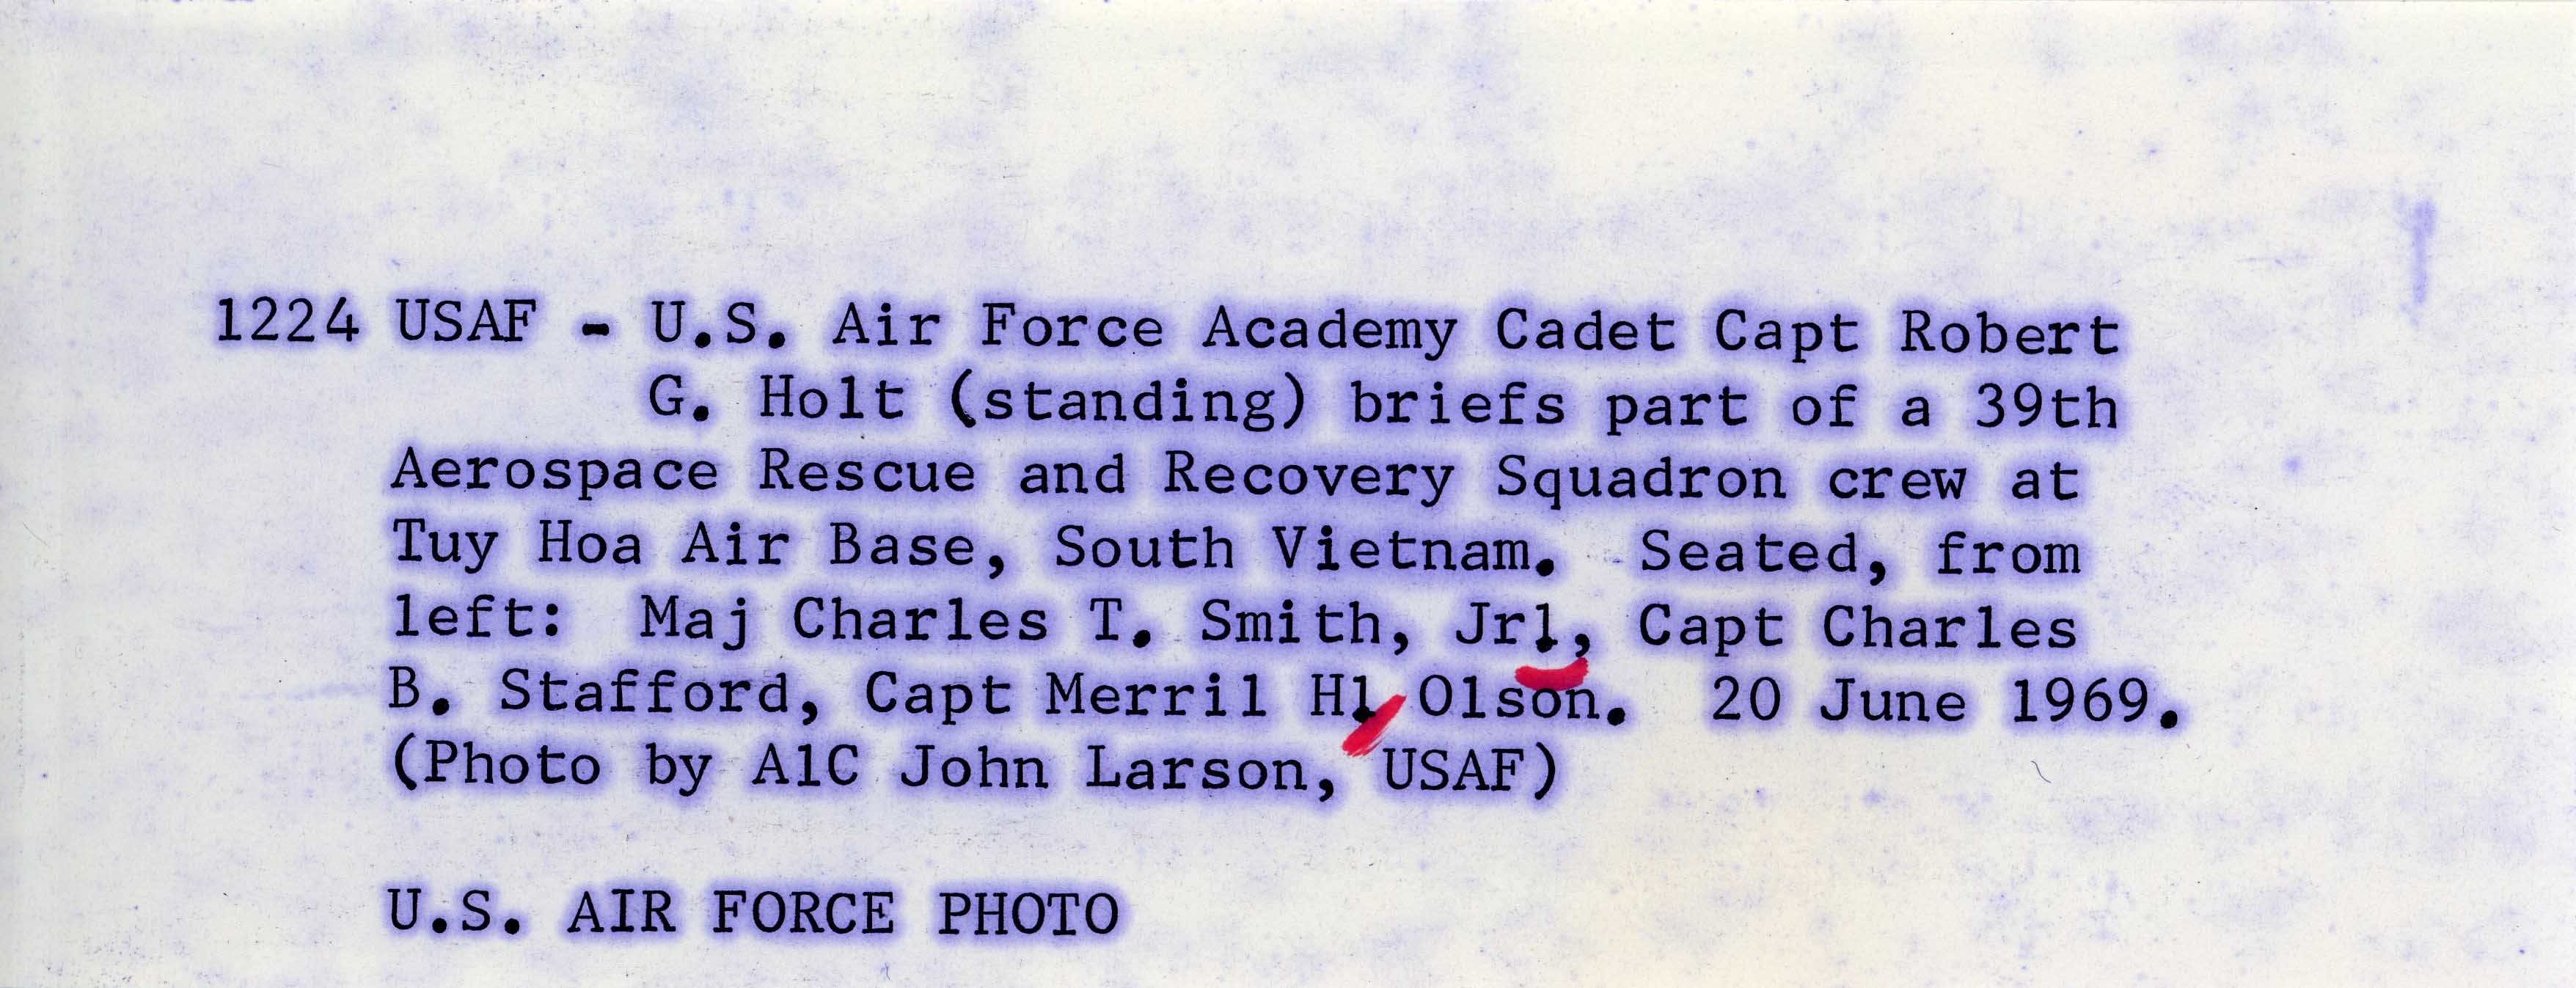 1224 USAF - U.S. Air Force Academy Cadet Capt Robert
G. Holt (standing) briefs part of a 39th
Aerospace Rescue and Recovery Squadron crew at
Tuy Hoa Air Base, South Vietnam. Seated, from
left: Maj Charles T. Smith, Jrl, Capt Charles
B. Stafford, Capt Merril Hl Olson. 20 June 1969.
(Photo by A1C John Larson, USAF)
U.S. AIR FORCE PHOTO